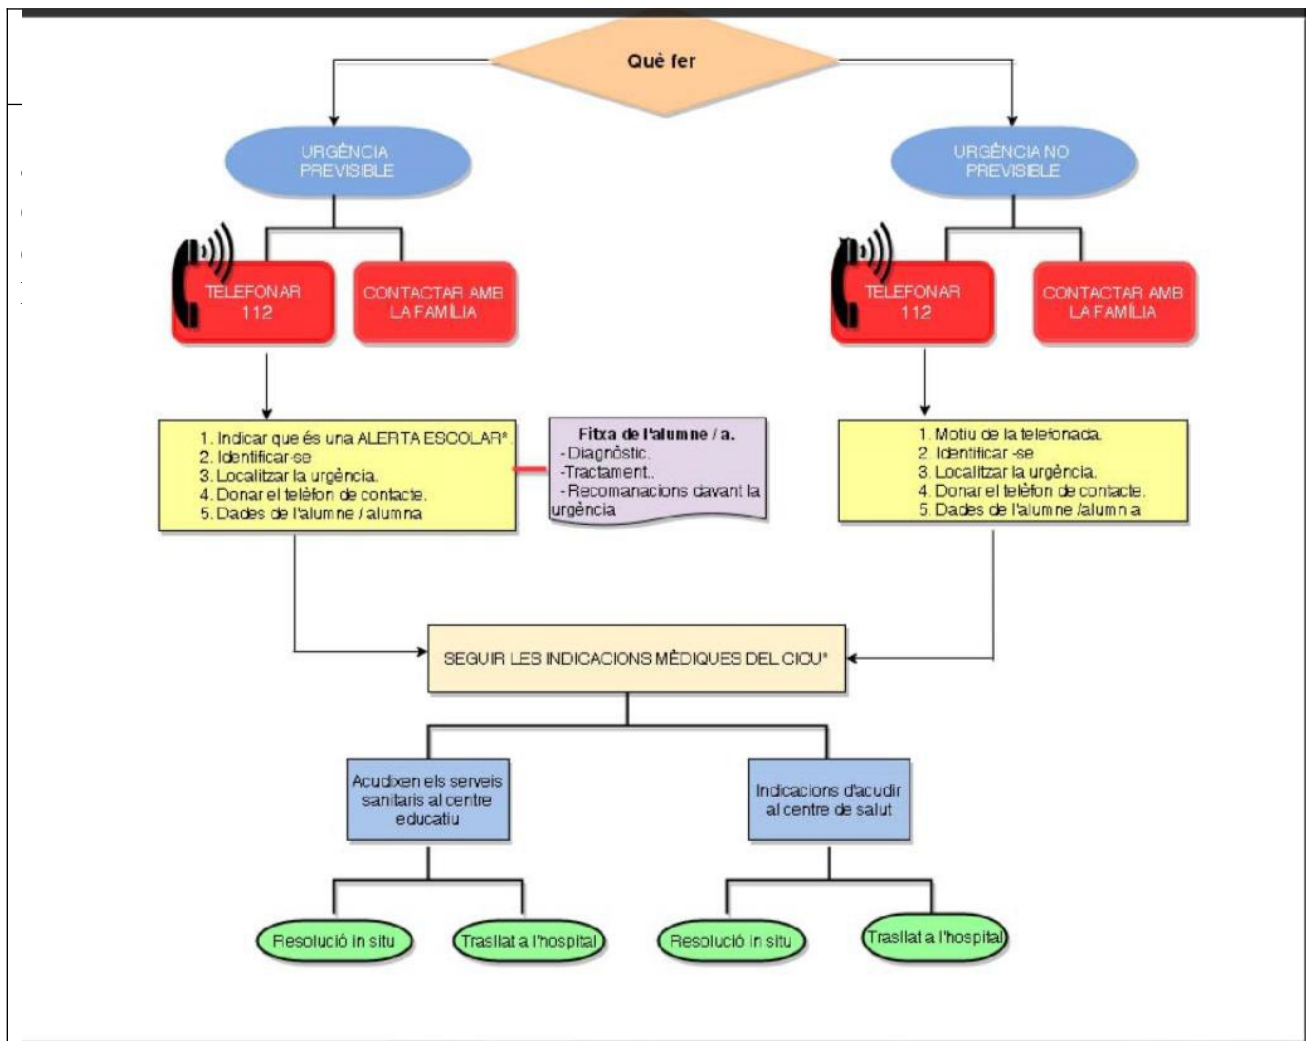 Què fer
URGÈNCIA
PREVISIBLE
URGÈNCIA NO
PREVISIBLE
TELEFONAR
112
CONTACTAR AMB
LA FAMÍLIA
TELEFONAR
112
CONTACTAR AMB
LA FAMÍLIA
1. Indicar que és una ALERTA ESCOLAR*.
2. Identificar-se
3. Localitzar la urgència.
4. Donar el telèfon de contacte.
5. Dades de l'alumne / alumna
Fitxa de l'alumne / a.
-Diagnòstic.
-Tractament..
-Recomanacions davant la
urgència
1. Motiu de la telefonada.
2. Identificar -se
3. Localitzar la urgència.
4. Donar el telèfon de contacte.
5. Dades de l'alumne /alumn a
SEGUIR LES INDICACIONS MÈDIQUES DEL CICU*
Acudixen els serveis
sanitaris al centre
educatiu
Indicacions d'acudir
al centre de salut
Resolució in situ
Trasllat a l'hospital
Resolució in situ
Trasllat a l'hospital